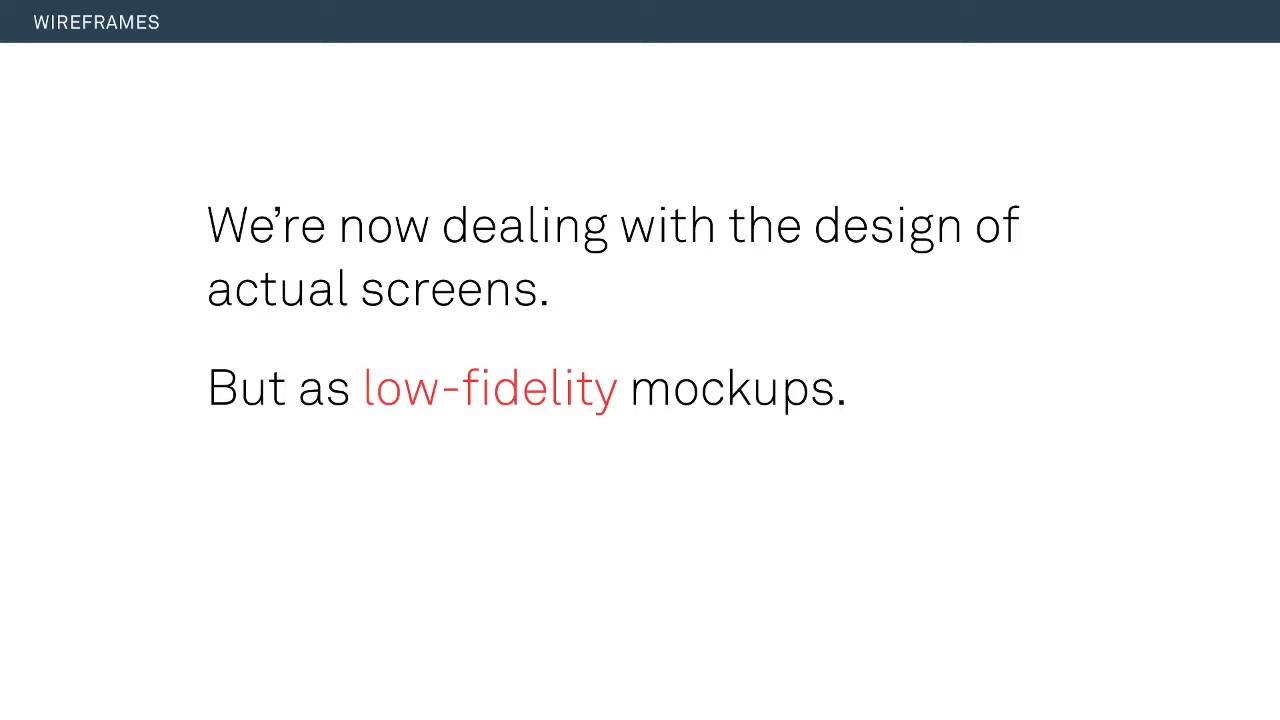 WIREFRAMES
We’re now dealing with the design of
actual screens.
But as low-fidelity mockups.